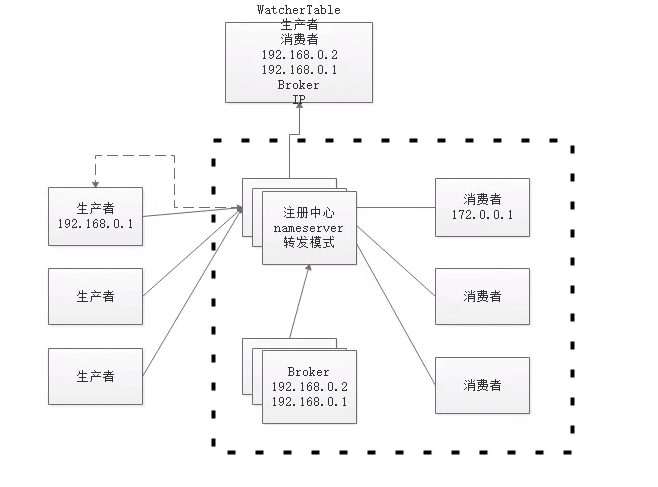 WatcherTable
生产者
消费者
192.168.0.2
192.168.0.1
Broker
IP
生产者
192.168.0.1
注册中心
nameserver
转发模式
消费者
172.0.0.1
生产者
消费者
生产者
Broker
192.168.0.2
192.168.0.1
消费者